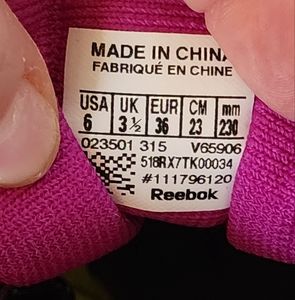 MADE IN CHINA
FABRIQUÉ EN CHINE
USA UK EUR CM mm
6 3½ 36 23 230
023501 315 V65906
518RX7TK00034
#111796120
Reebok